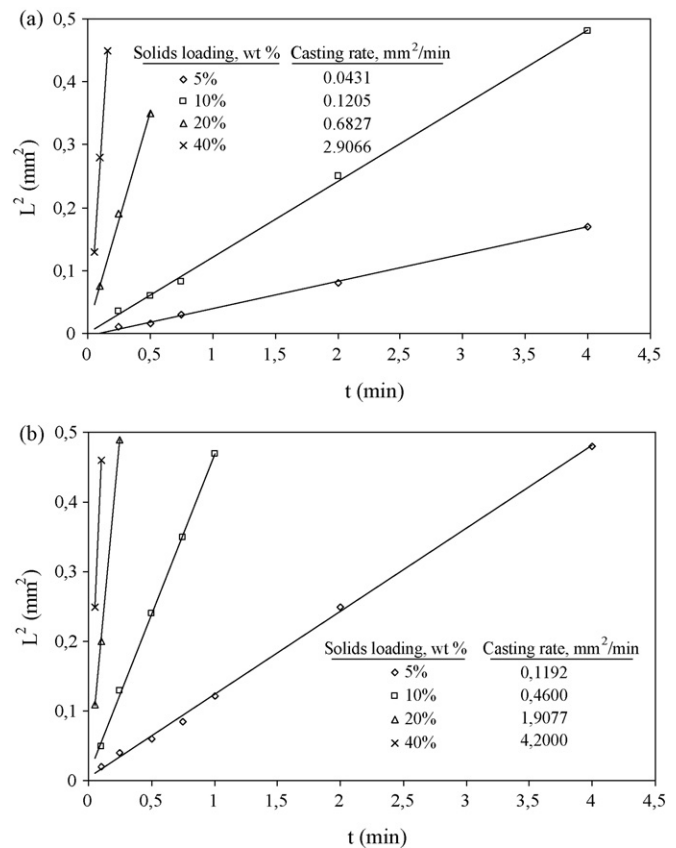 (a)
0,5
0,4
0,3
0,2
0,1
0
L² (mm²)
Solids loading, wt % Casting rate, mm²/min
5% 0.0431
10% 0.1205
20% 0.6827
40% 2.9066
0 0,5 1 1,5 2 2,5 3 3,5 4 4,5
t (min)
(b)
0,5
0,4
0,3
0,2
0,1
0
L² (mm²)
Solids loading, wt % Casting rate, mm²/min
5% 0,1192
10% 0,4600
20% 1,9077
40% 4,2000
0 0,5 1 1,5 2 2,5 3 3,5 4 4,5
t (min)